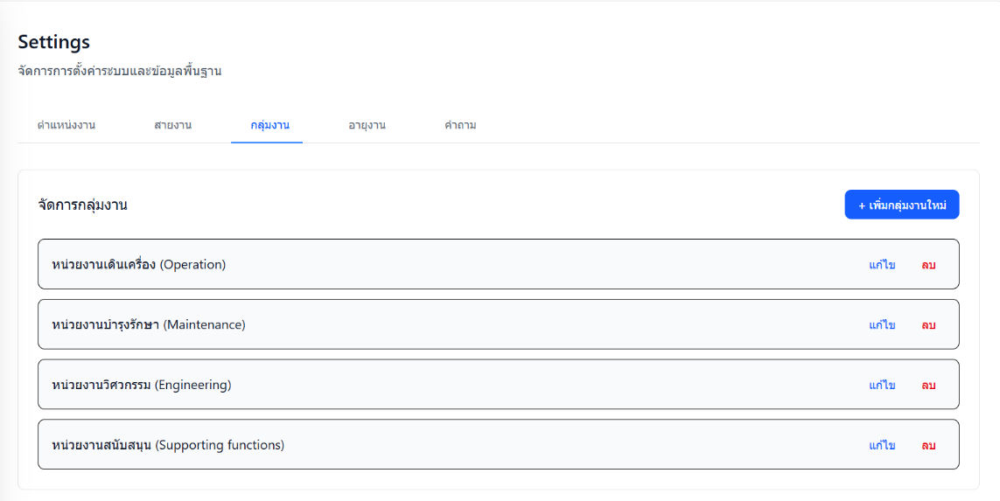 Settings
จัดการการตั้งค่าระบบและข้อมูลพื้นฐาน
ตำแหน่งงาน สายงาน กลุ่มงาน อายุงาน คำถาม
จัดการกลุ่มงาน + เพิ่มกลุ่มงานใหม่
หน่วยงานเดินเครื่อง (Operation) แก้ไข ลบ
หน่วยงานบำรุงรักษา (Maintenance) แก้ไข ลบ
หน่วยงานวิศวกรรม (Engineering) แก้ไข ลบ
หน่วยงานสนับสนุน (Supporting functions) แก้ไข ลบ